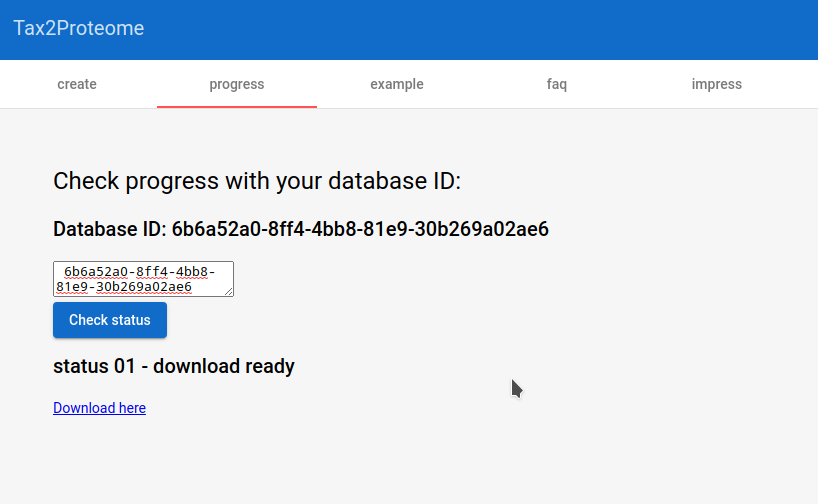 Tax2Proteome
create progress example faq impress
Check progress with your database ID:
Database ID: 6b6a52a0-8ff4-4bb8-81e9-30b269a02ae6
6b6a52a0-8ff4-4bb8-
81e9-30b269a02ae6
Check status
status 01 - download ready
Download here